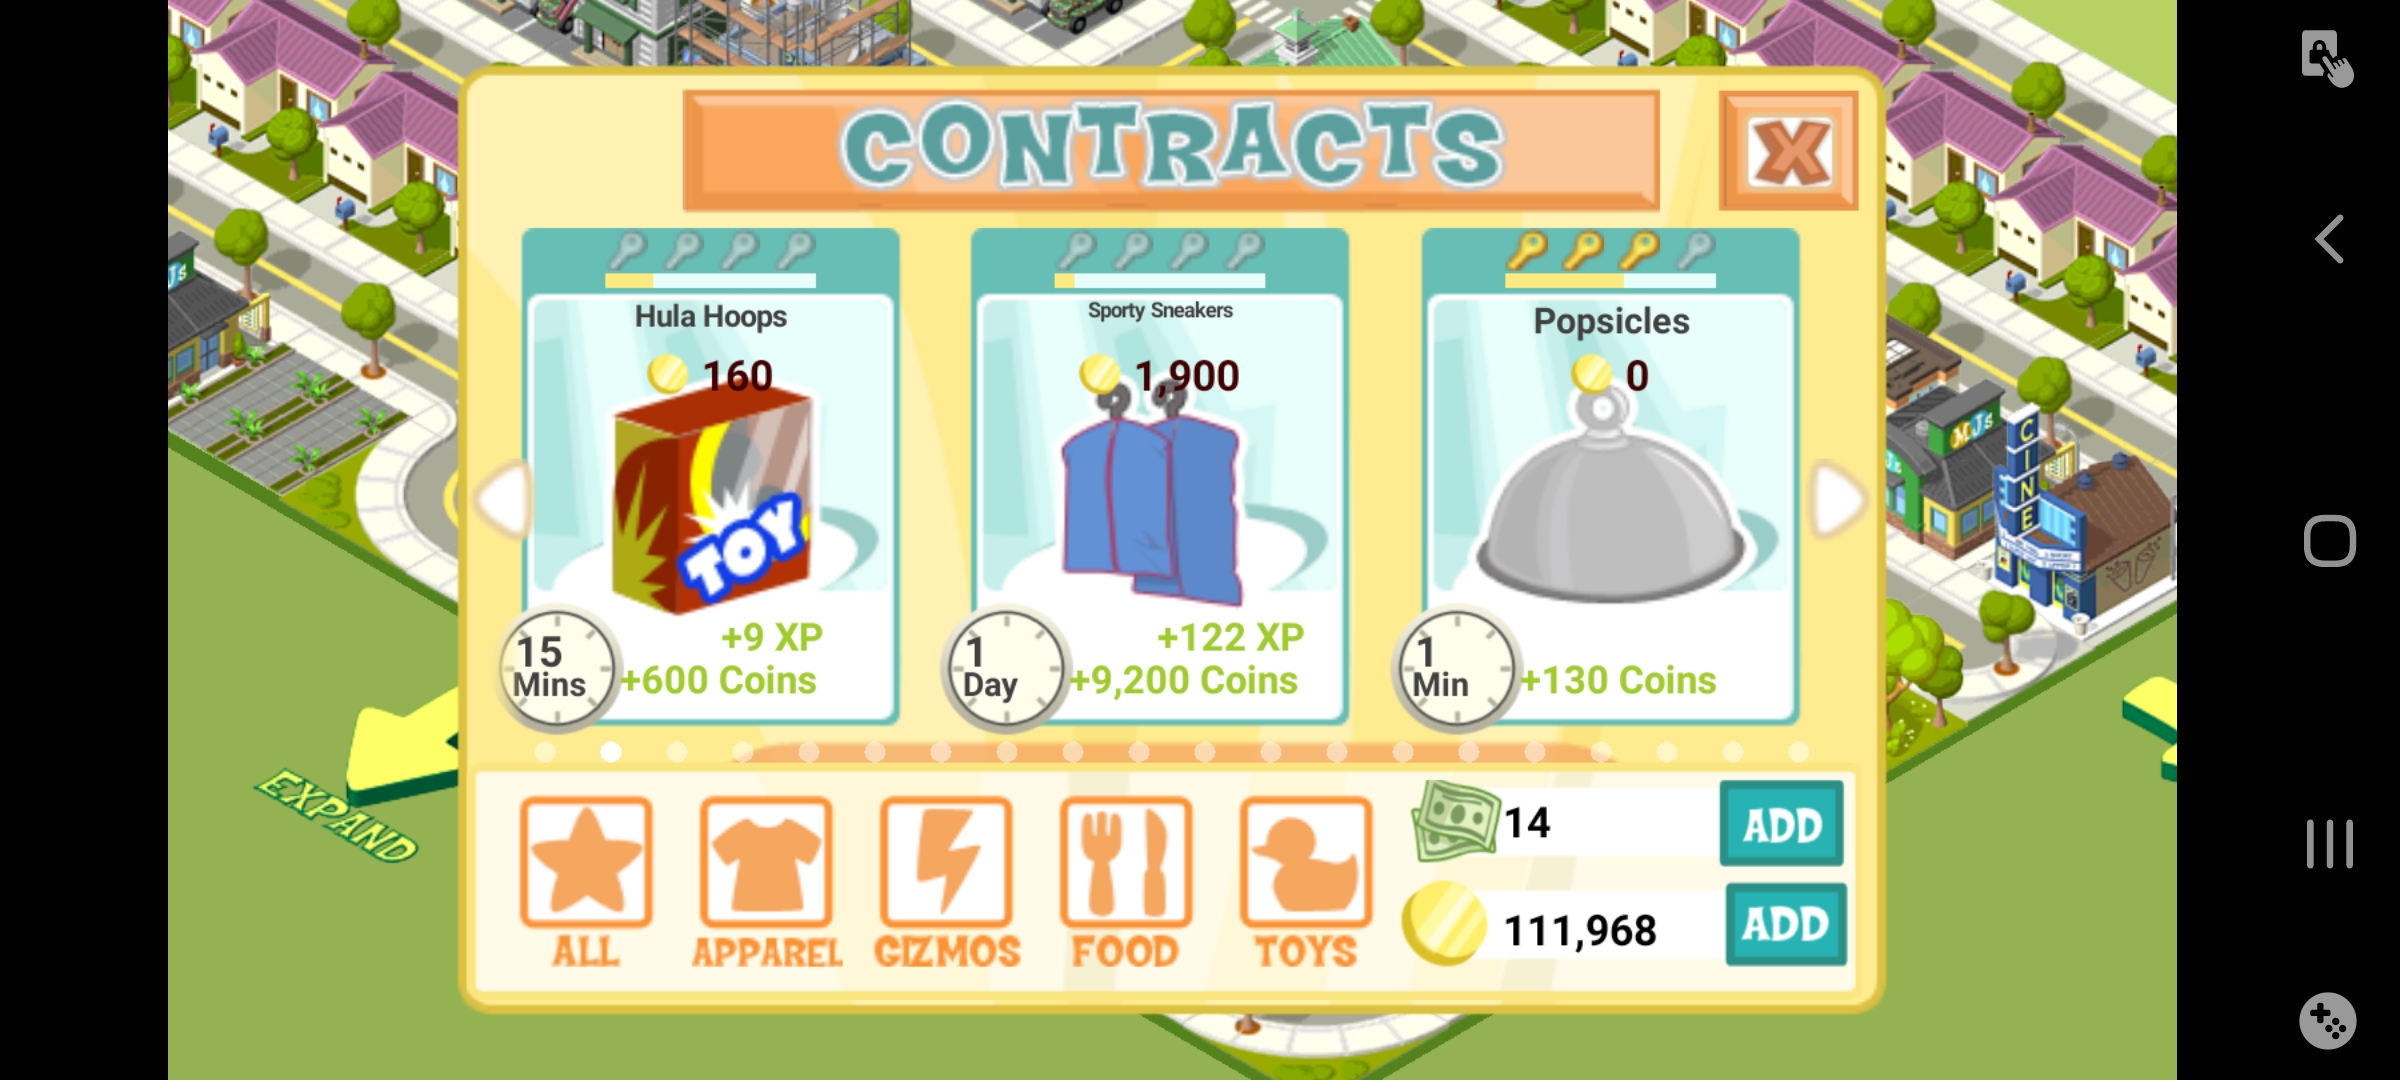 CONTRACTS
X
Hula Hoops
160
TOY
15
Mins
+9 XP
+600 Coins
Sporty Sneakers
1,900
1
Day
+122 XP
+9,200 Coins
Popsicles
0
1
Min
+130 Coins
EXPAND
MJs
CINE
ALL
APPAREL
GIZMOS
FOOD
TOYS
14
ADD
111,968
ADD